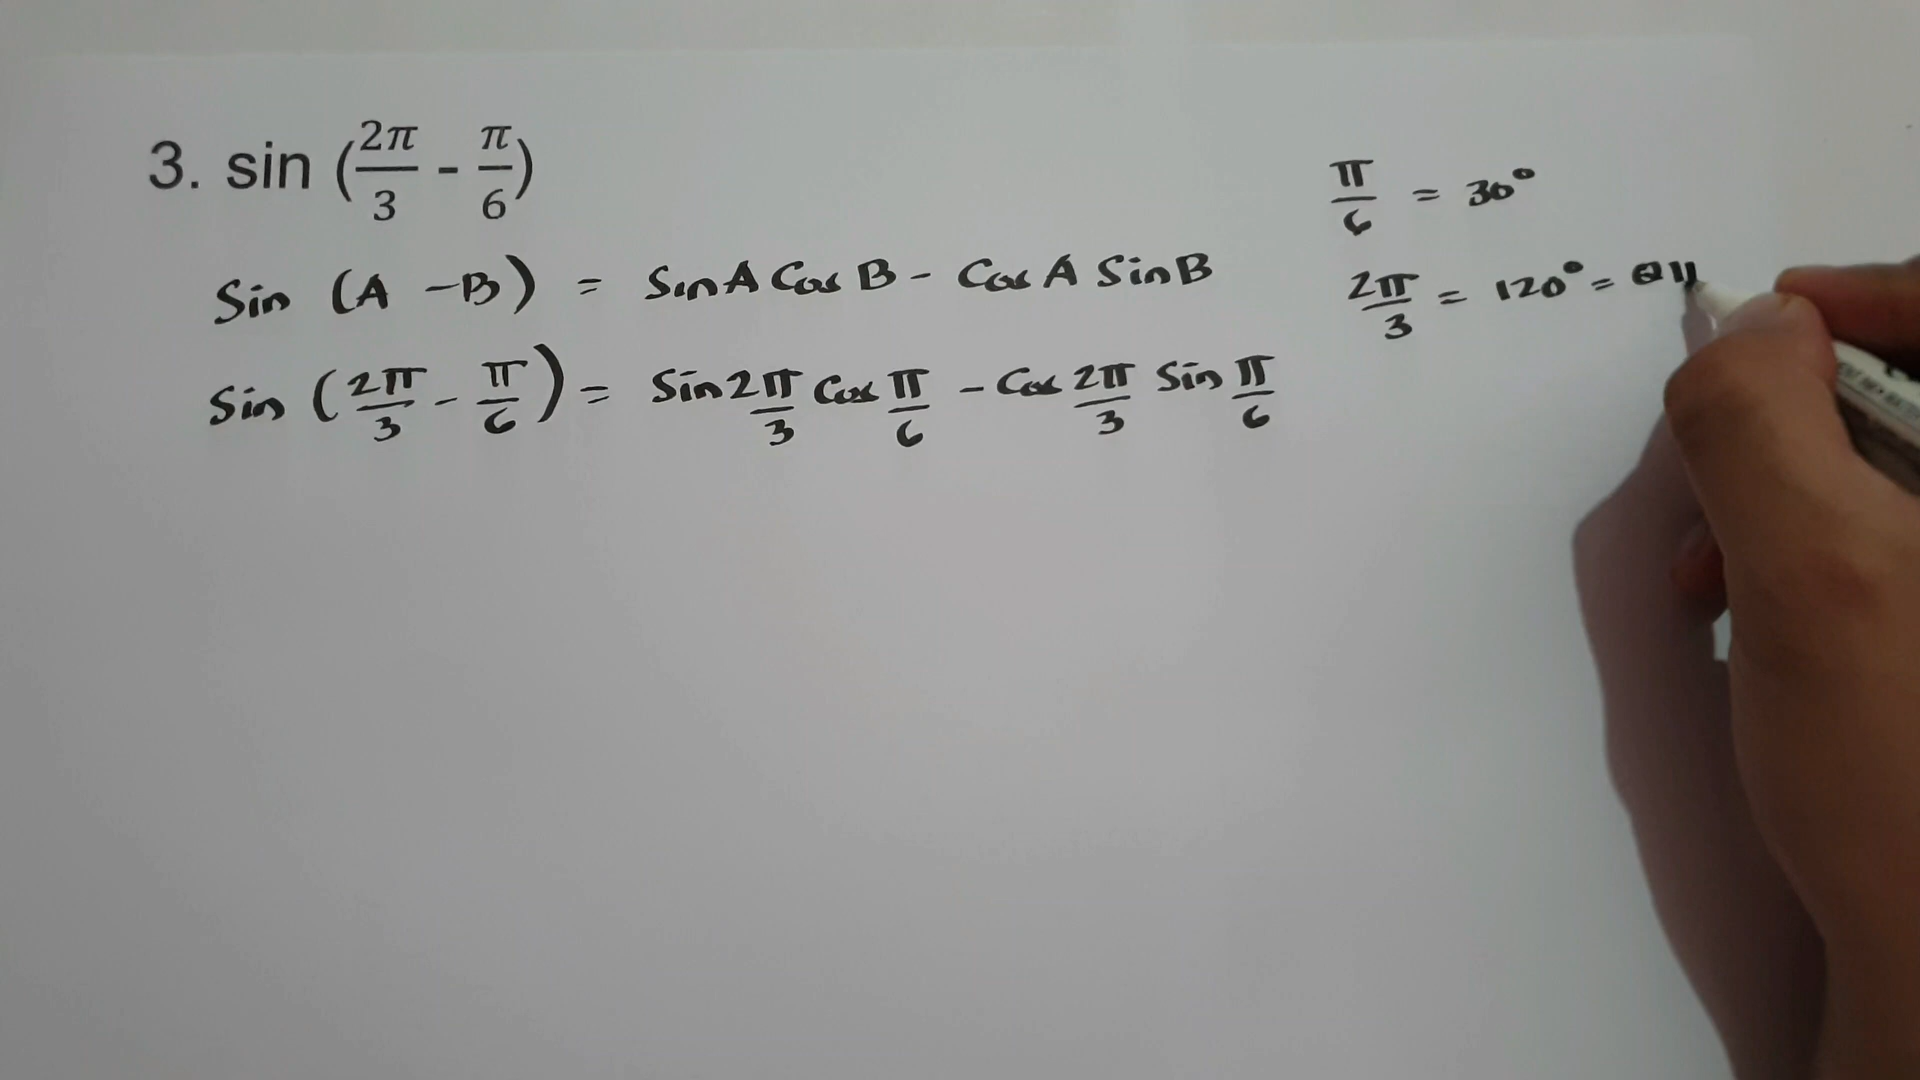 3. sin (2π/3 - π/6)
Sin (A - B) = Sin A Cos B - Cos A Sin B
Sin (2π/3 - π/6) = Sin 2π/3 Cos π/6 - Cos 2π/3 Sin π/6
π/6 = 30°
2π/3 = 120° = QII